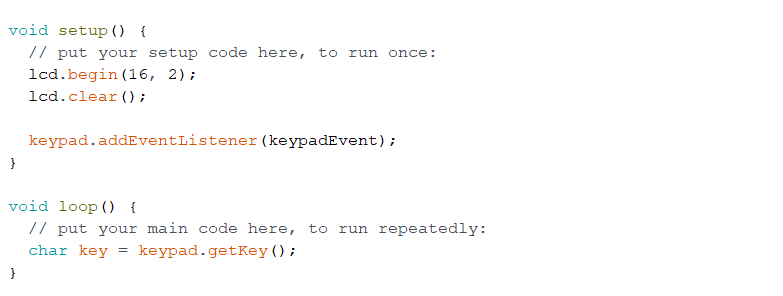 void setup() {
  // put your setup code here, to run once:
  lcd.begin(16, 2);
  lcd.clear();

  keypad.addEventListener(keypadEvent);
}

void loop() {
  // put your main code here, to run repeatedly:
  char key = keypad.getKey();
}